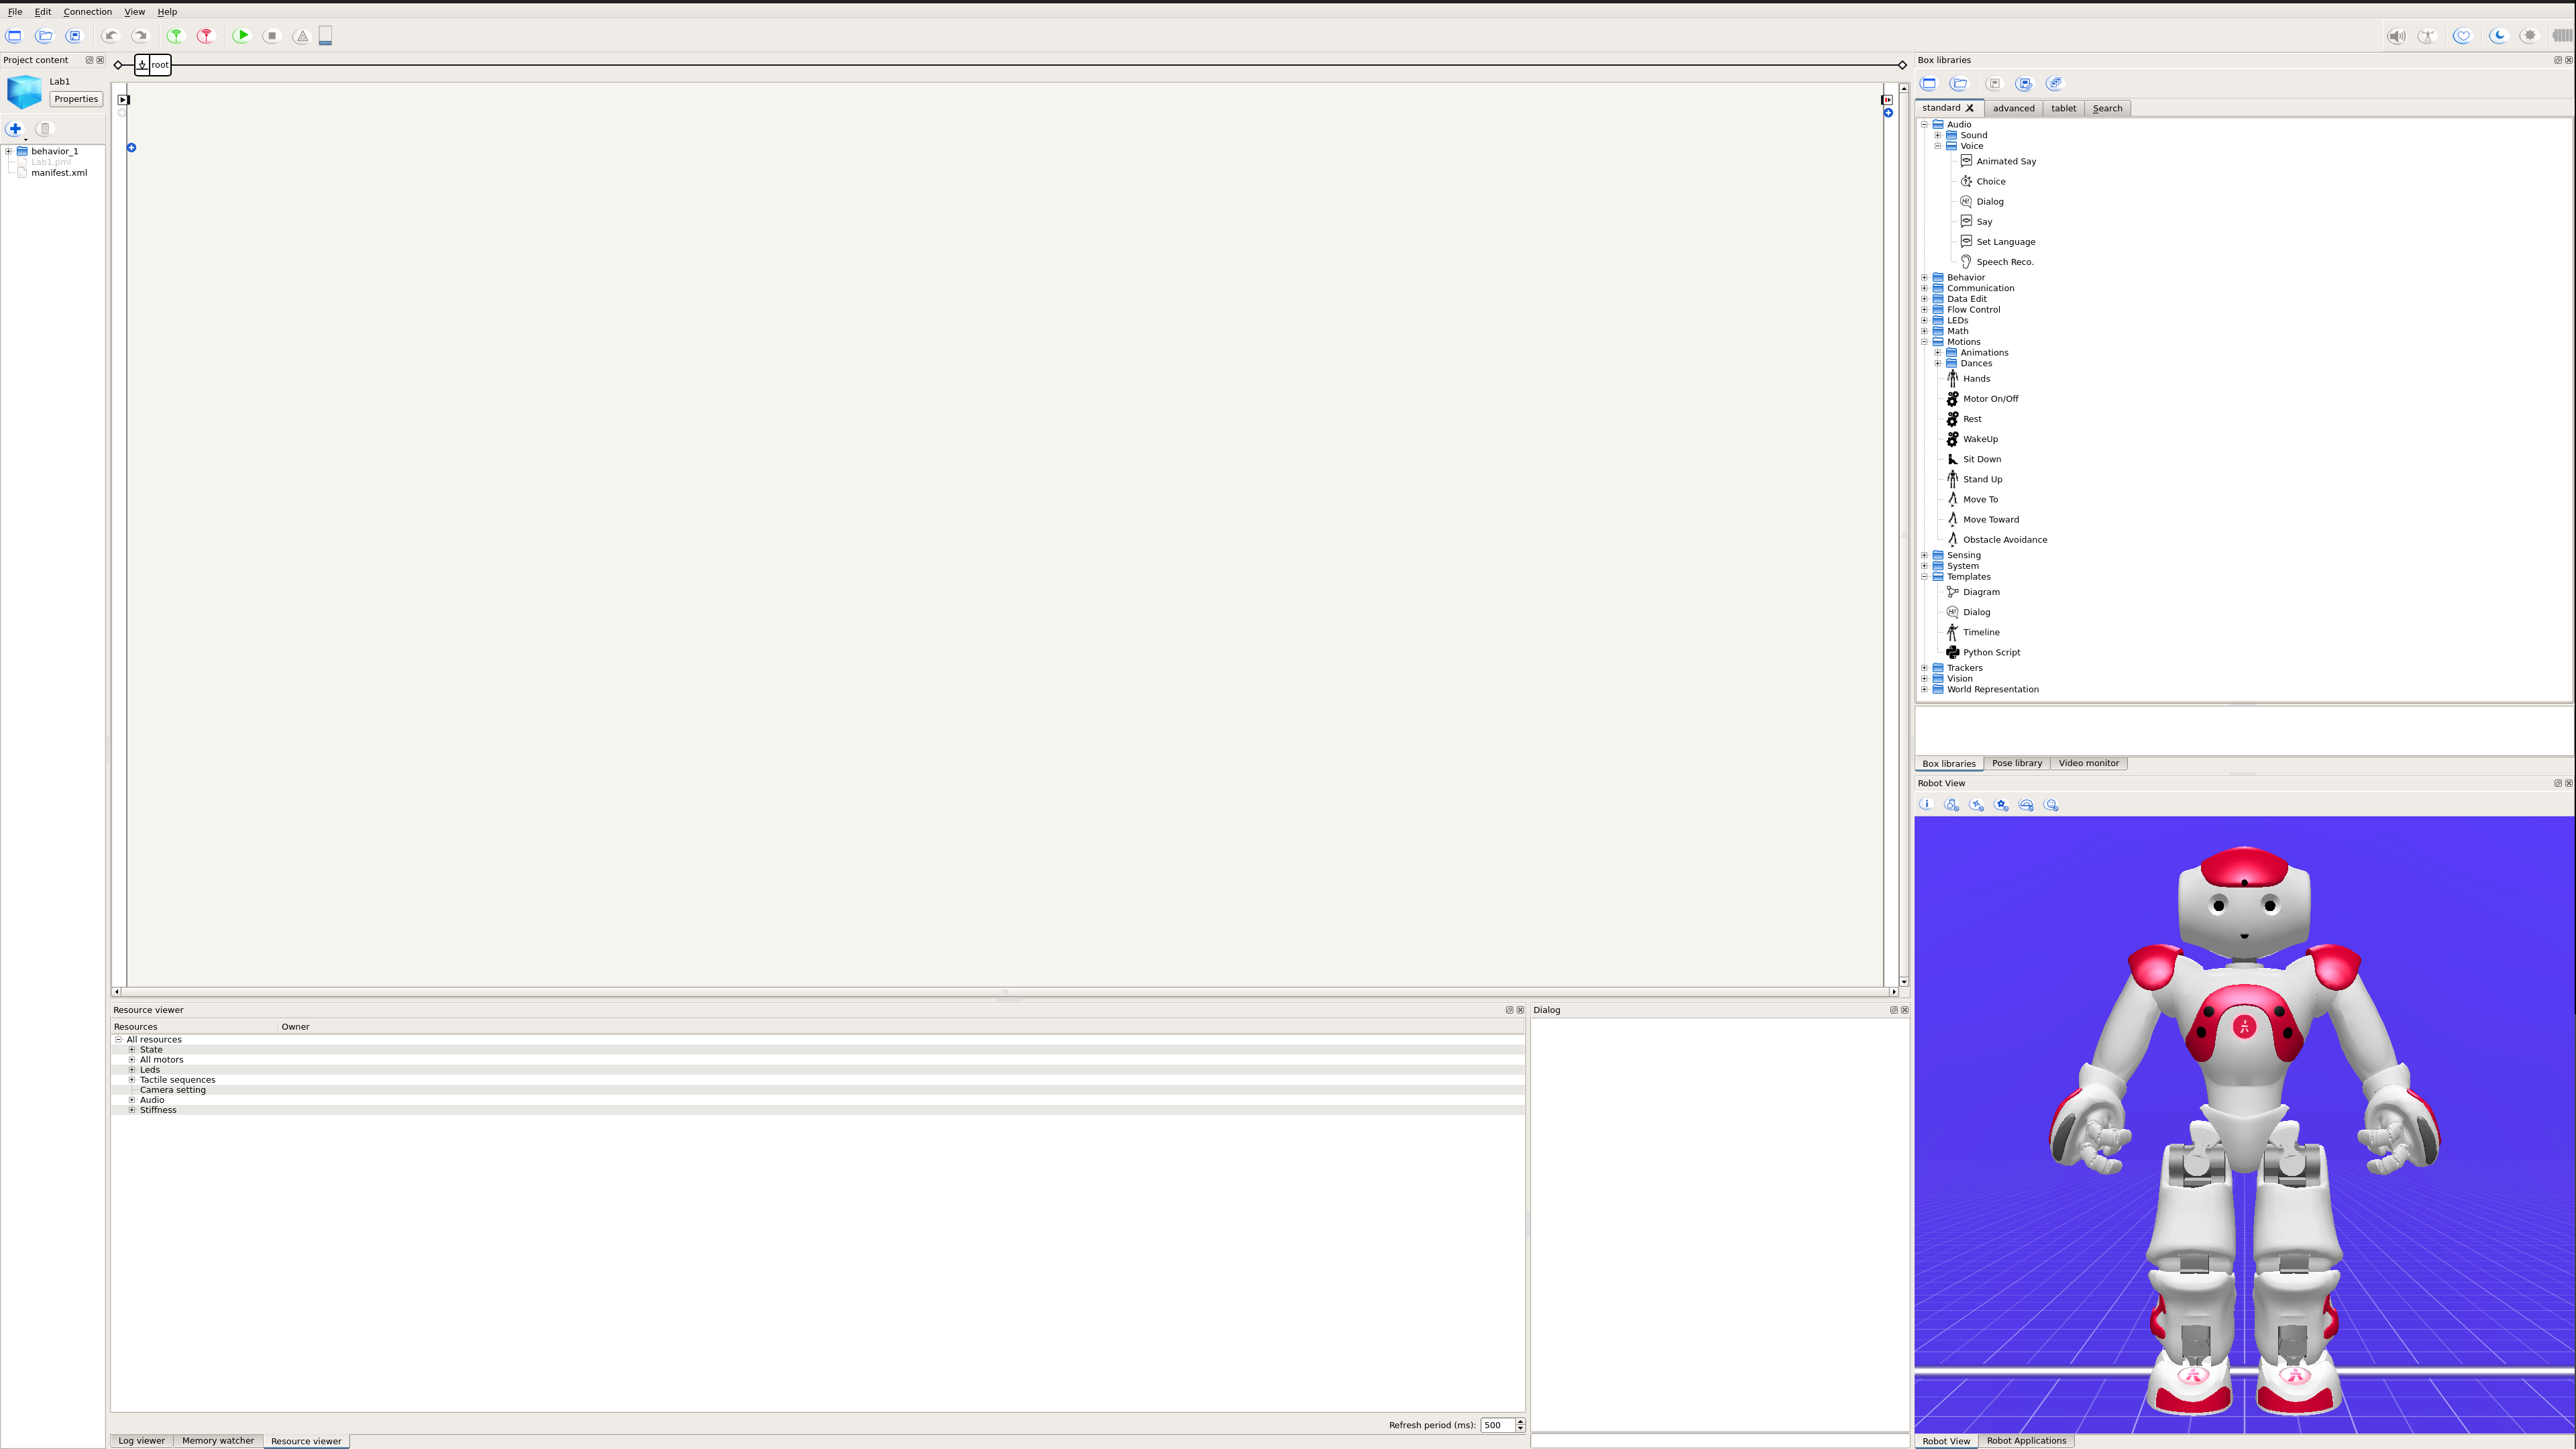 File Edit Connection View Help
Project content
Lab1
Properties
behavior_1
Lab1.pml
manifest.xml
root
Box libraries
standard advanced tablet Search
Audio
Sound
Voice
Animated Say
Choice
Dialog
Say
Set Language
Speech Reco.
Behavior
Communication
Data Edit
Flow Control
LEDs
Math
Motions
Animations
Dances
Hands
Motor On/Off
Rest
WakeUp
Sit Down
Stand Up
Move To
Move Toward
Obstacle Avoidance
Sensing
System
Templates
Diagram
Dialog
Timeline
Python Script
Trackers
Vision
World Representation
Box libraries Pose library Video monitor
Robot View
Resource viewer
Resources Owner
All resources
State
All motors
Leds
Tactile sequences
Camera setting
Audio
Stiffness
Refresh period (ms): 500
Log viewer Memory watcher Resource viewer
Dialog
Robot View Robot Applications